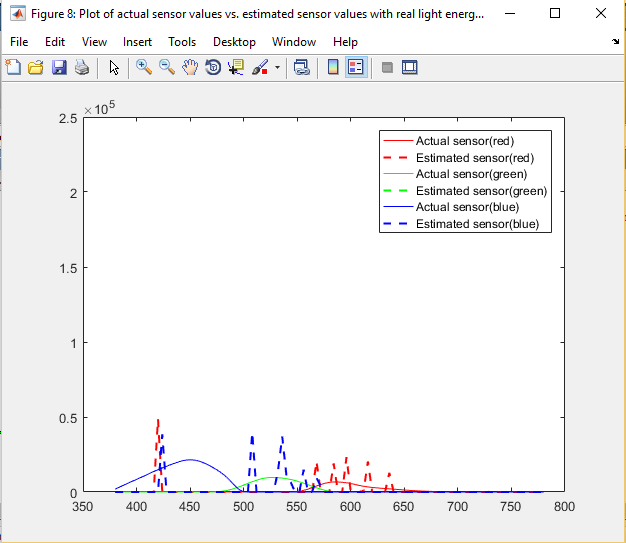 Figure 8: Plot of actual sensor values vs. estimated sensor values with real light energ...
File Edit View Insert Tools Desktop Window Help
×10^5
2.5
2
1.5
1
0.5
0
350 400 450 500 550 600 650 700 750 800
Actual sensor(red)
Estimated sensor(red)
Actual sensor(green)
Estimated sensor(green)
Actual sensor(blue)
Estimated sensor(blue)